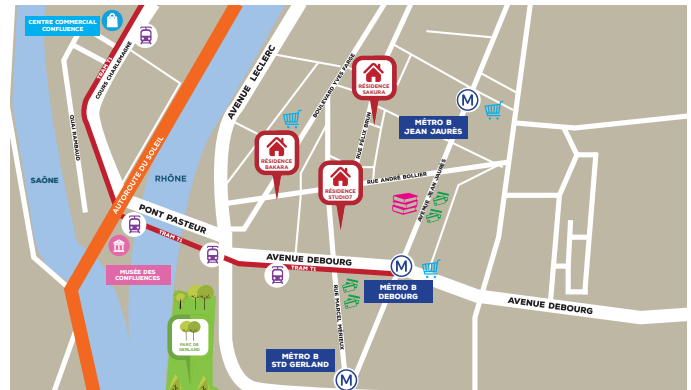 CENTRE COMMERCIAL
CONFLUENCE
TRAM T1
COURS CHARLEMAGNE
QUAI RAMBAUD
SAÔNE
AUTOROUTE DU SOLEIL
RHÔNE
AVENUE LECLERC
BOULEVARD YVES FARGE
RÉSIDENCE
SAKURA
RUE FÉLIX BRUN
M
MÉTRO B
JEAN JAURÈS
RÉSIDENCE
BAKARA
RÉSIDENCE
STUDIO7
RUE ANDRÉ BOLLIER
AVENUE JEAN JAURÈS
PONT PASTEUR
TRAM T1
MUSÉE DES
CONFLUENCES
AVENUE DEBOURG
TRAM T1
M
MÉTRO B
DEBOURG
AVENUE DEBOURG
RUE MARCEL MÉRIEUX
PARC DE
GERLAND
MÉTRO B
STD GERLAND
M